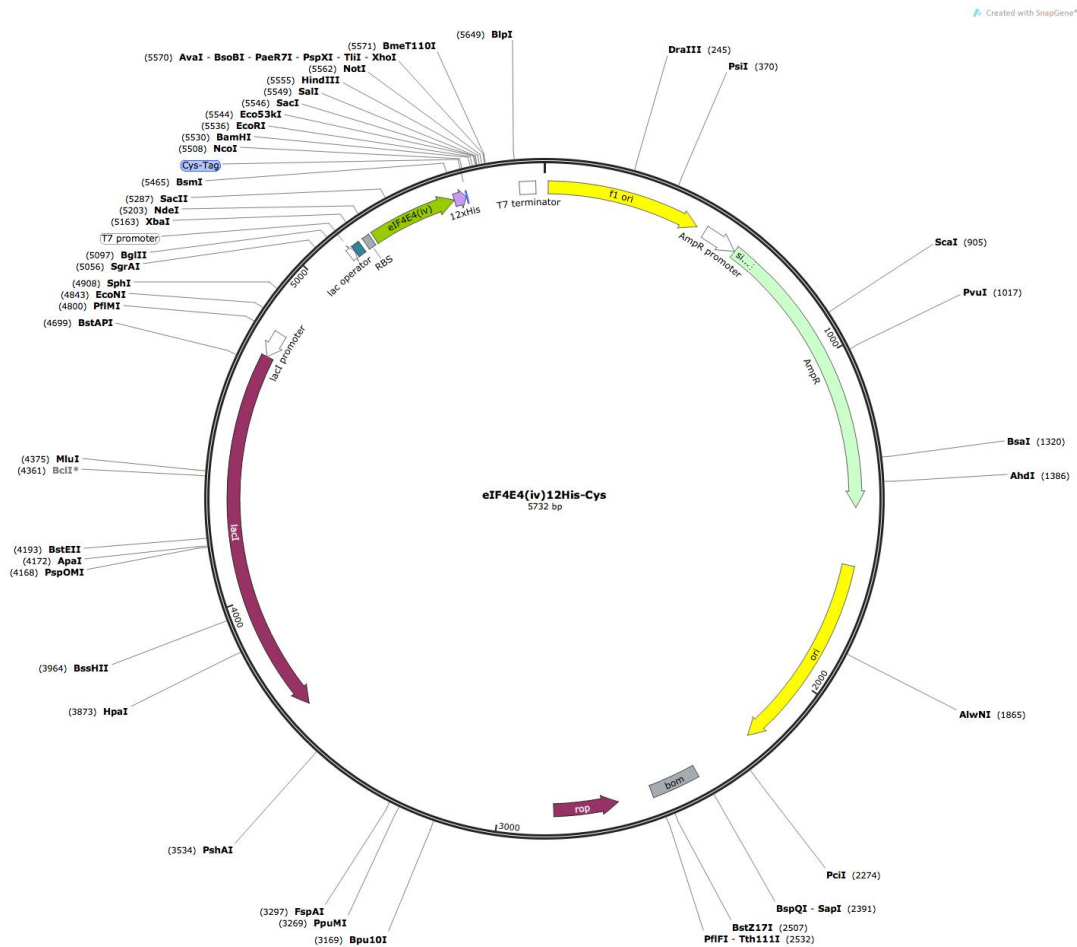 Created with SnapGene®
(5649) BlpI
(5571) BmeT110I
(5570) AvaI - BsoBI - PaeR7I - PspXI - TliI - XhoI
(5562) NotI
(5555) HindIII
(5549) SalI
(5546) SacI
(5544) Eco53kI
(5536) EcoRI
(5530) BamHI
(5508) NcoI
Cys-Tag
(5465) BsmI
(5287) SacII
(5203) NdeI
(5163) XbaI
T7 promoter
(5097) BglII
(5056) SgrAI
(4908) SphI
(4843) EcoNI
(4800) PflMI
(4699) BstAPI
(4375) MluI
(4361) BclI*
(4193) BstEII
(4172) ApaI
(4168) PspOMI
(3964) BssHII
(3873) HpaI
(3534) PshAI
(3297) FspAI
(3269) PpuMI
(3169) Bpu10I
DraIII (245)
PsiI (370)
ScaI (905)
PvuI (1017)
BsaI (1320)
AhdI (1386)
AlwNI (1865)
PciI (2274)
BspQI - SapI (2391)
BstZ17I (2507)
PflFI - Tth111I (2532)
T7 terminator
f1 ori
AmpR promoter
si...:
AmpR
1000
ori
2000
bom
rop
3000
lacI
4000
lacI promoter
5000
lac operator
RBS
eIF4E4(iv)
12xHis
eIF4E4(iv)12His-Cys
5732 bp